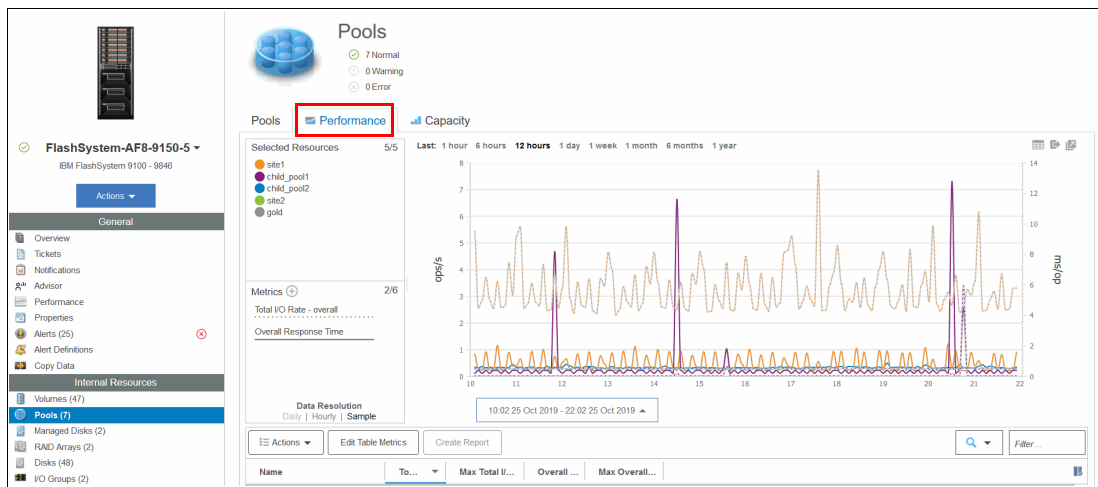 Pools
7 Normal
0 Warning
0 Error
Pools
Performance
Capacity
FlashSystem-AF8-9150-5
IBM FlashSystem 9100 - 9846
Actions
General
Overview
Tickets
Notifications
Advisor
Performance
Properties
Alerts (25)
Alert Definitions
Copy Data
Internal Resources
Volumes (47)
Pools (7)
Managed Disks (2)
RAID Arrays (2)
Disks (48)
I/O Groups (2)
Selected Resources 5/5
site1
child_pool1
child_pool2
site2
gold
Metrics 2/6
Total I/O Rate - overall
Overall Response Time
Data Resolution
Daily | Hourly | Sample
Last: 1 hour 6 hours 12 hours 1 day 1 week 1 month 6 months 1 year
ops/s
8
7
6
5
4
3
2
1
0
ms/op
14
12
10
8
6
4
2
0
10 11 12 13 14 15 16 17 18 19 20 21 22
10:02 25 Oct 2019 - 22:02 25 Oct 2019
Actions
Edit Table Metrics
Create Report
Filter...
Name To... Max Total I/... Overall ... Max Overall...